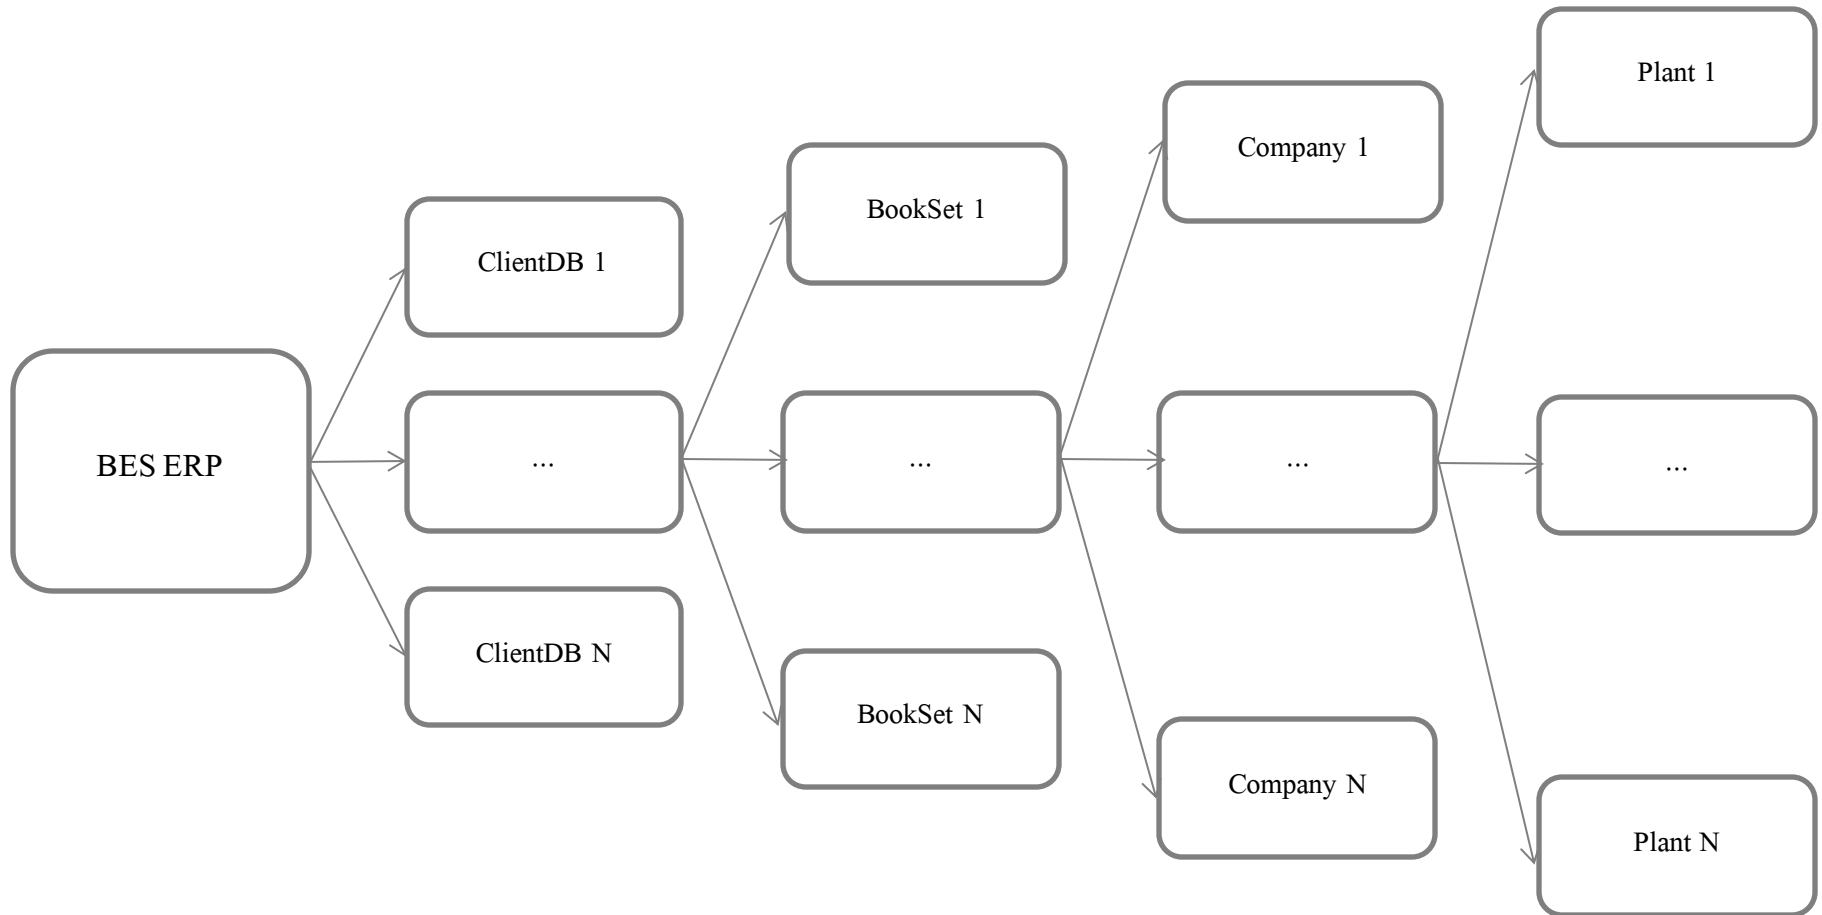 BES ERP
ClientDB 1
...
ClientDB N
BookSet 1
...
BookSet N
Company 1
...
Company N
Plant 1
...
Plant N